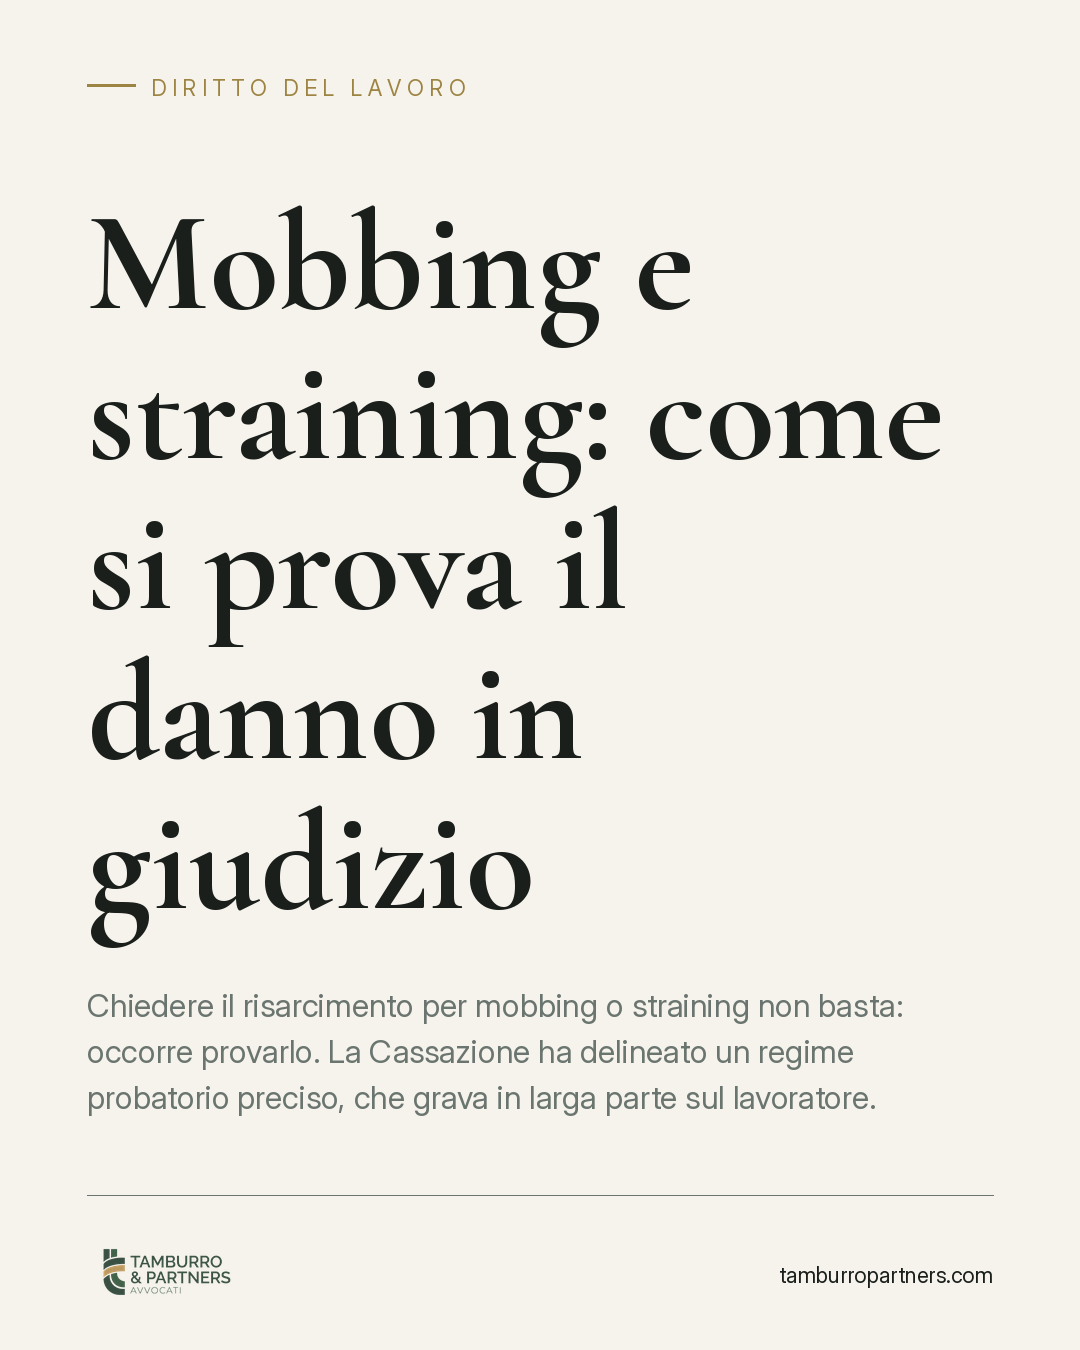 DIRITTO DEL LAVORO
Mobbing e
straining: come
si prova il
danno in
giudizio
Chiedere il risarcimento per mobbing o straining non basta:
occorre provarlo. La Cassazione ha delineato un regime
probatorio preciso, che grava in larga parte sul lavoratore.
TAMBURRO
& PARTNERS
AVVOCATI
tamburropartners.com